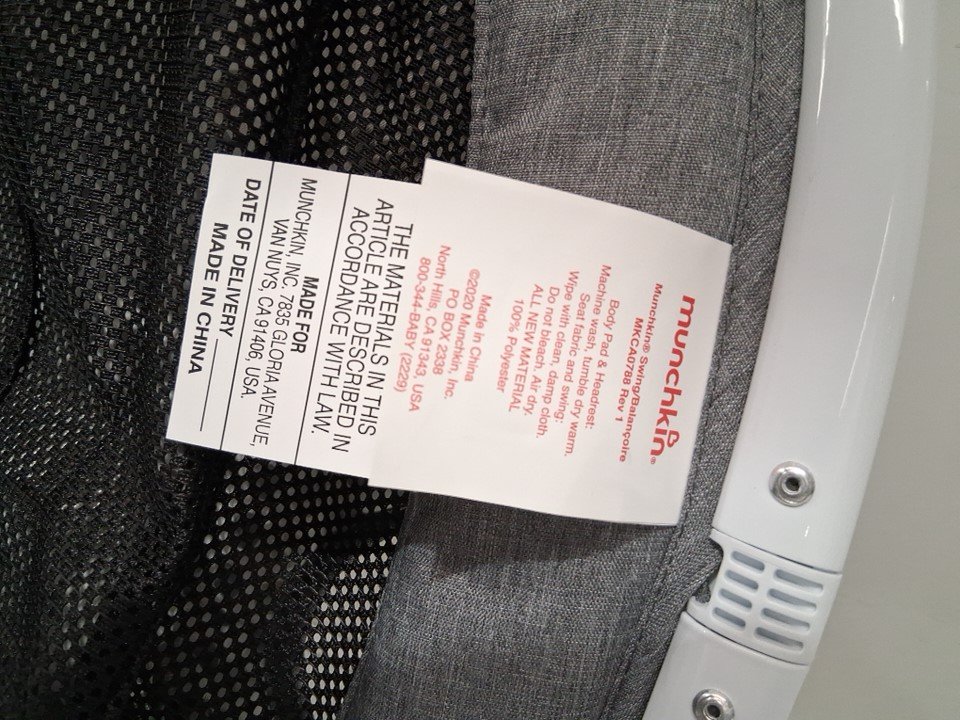 munchkin®
Munchkin® Swing/Balançoire
MKCA0788 Rev 1
Body Pad & Headrest:
Machine wash, tumble dry warm.
Seat fabric and swing:
Wipe with clean, damp cloth.
Do not bleach, Air dry.
ALL NEW MATERIAL
100% Polyester
Made in China
©2020 Munchkin, Inc.
PO BOX 2338
North Hills, CA 91343, USA
800-344-BABY (2229)
THE MATERIALS IN THIS
ARTICLE ARE DESCRIBED IN
ACCORDANCE WITH LAW.
MADE FOR
MUNCHKIN, INC. 7835 GLORIA AVENUE,
VAN NUYS, CA 91406, USA.
DATE OF DELIVERY
MADE IN CHINA